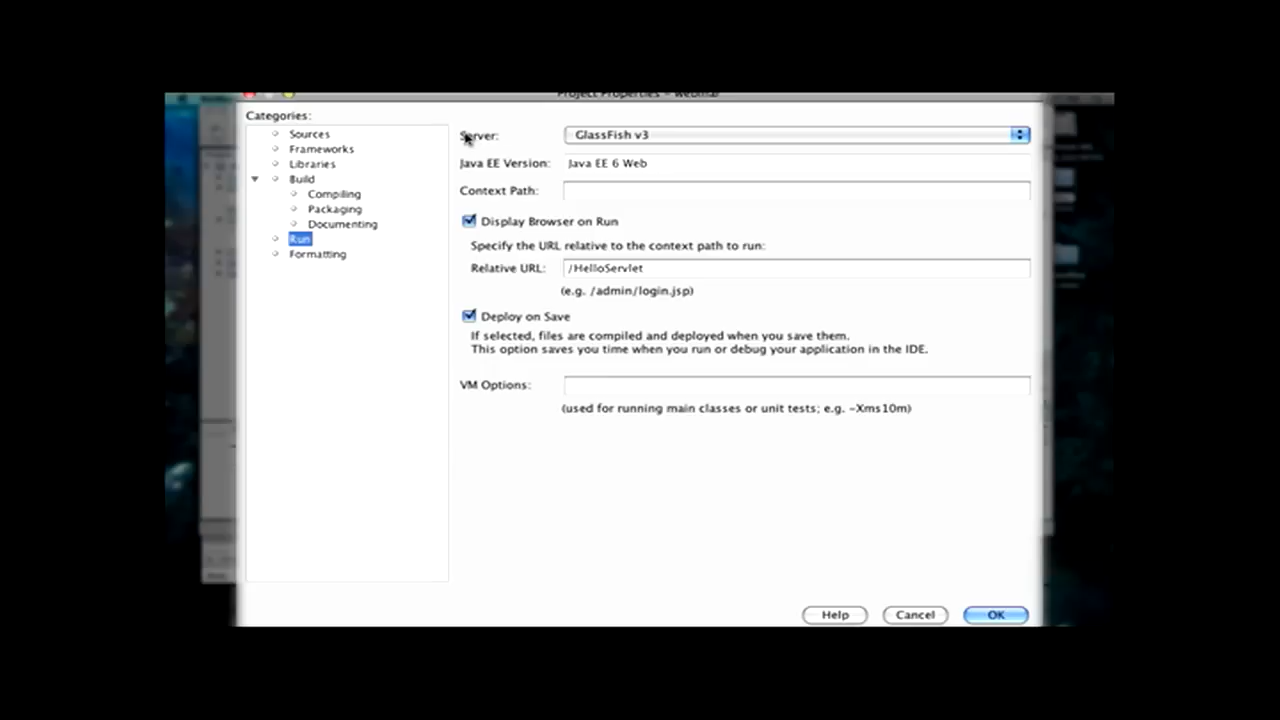 Project Properties – webinar
Categories:
Sources
Frameworks
Libraries
Build
Compiling
Packaging
Documenting
Run
Formatting
Server:
GlassFish v3
Java EE Version:
Java EE 6 Web
Context Path:
Display Browser on Run
Specify the URL relative to the context path to run:
Relative URL:
/HelloServlet
(e.g. /admin/login.jsp)
Deploy on Save
If selected, files are compiled and deployed when you save them.
This option saves you time when you run or debug your application in the IDE.
VM Options:
(used for running main classes or unit tests; e.g. -Xms10m)
Help
Cancel
OK